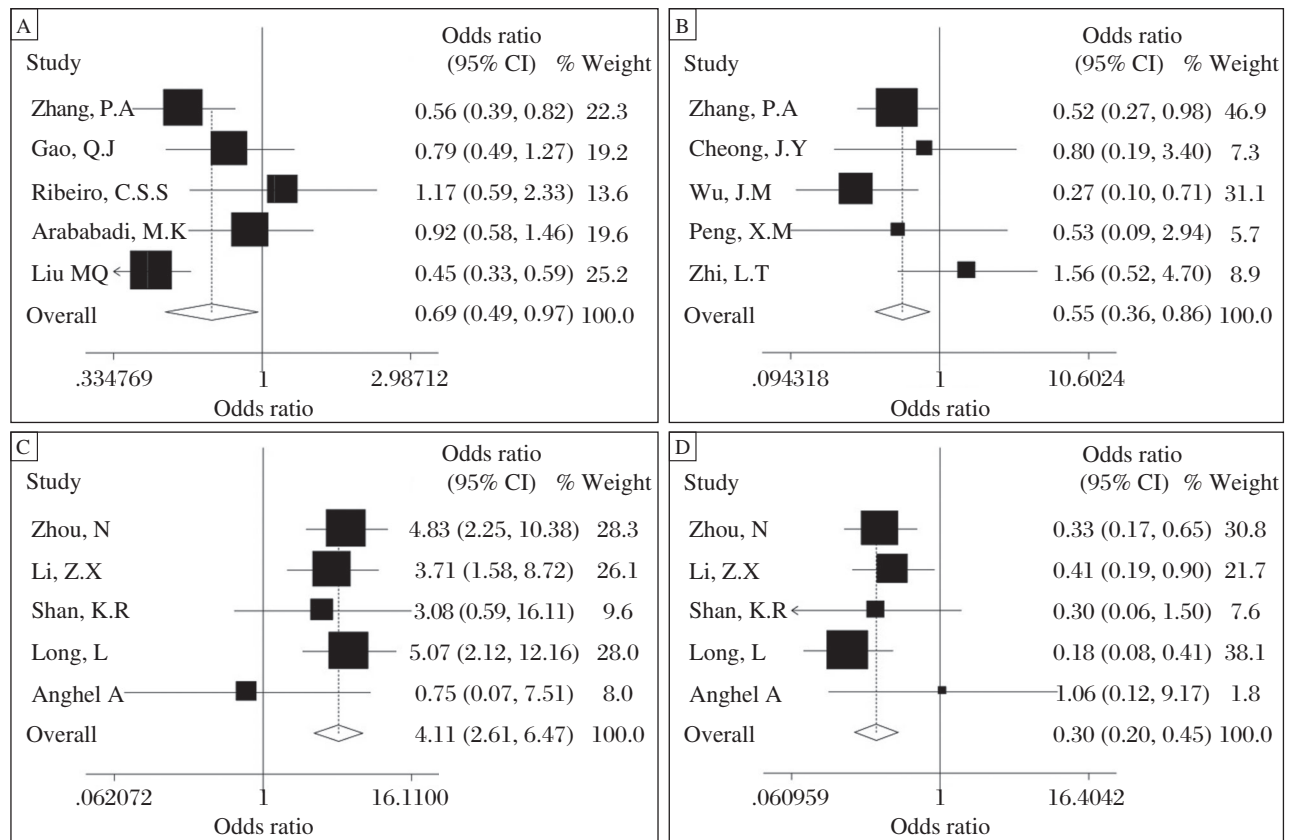 A
Odds ratio
Study (95% CI) % Weight
Zhang, P.A 0.56 (0.39, 0.82) 22.3
Gao, Q.J 0.79 (0.49, 1.27) 19.2
Ribeiro, C.S.S 1.17 (0.59, 2.33) 13.6
Arababadi, M.K 0.92 (0.58, 1.46) 19.6
Liu MQ 0.45 (0.33, 0.59) 25.2
Overall 0.69 (0.49, 0.97) 100.0
.334769 1 2.98712
Odds ratio
B
Odds ratio
Study (95% CI) % Weight
Zhang, P.A 0.52 (0.27, 0.98) 46.9
Cheong, J.Y 0.80 (0.19, 3.40) 7.3
Wu, J.M 0.27 (0.10, 0.71) 31.1
Peng, X.M 0.53 (0.09, 2.94) 5.7
Zhi, L.T 1.56 (0.52, 4.70) 8.9
Overall 0.55 (0.36, 0.86) 100.0
.094318 1 10.6024
Odds ratio
C
Odds ratio
Study (95% CI) % Weight
Zhou, N 4.83 (2.25, 10.38) 28.3
Li, Z.X 3.71 (1.58, 8.72) 26.1
Shan, K.R 3.08 (0.59, 16.11) 9.6
Long, L 5.07 (2.12, 12.16) 28.0
Anghel A 0.75 (0.07, 7.51) 8.0
Overall 4.11 (2.61, 6.47) 100.0
.062072 1 16.1100
Odds ratio
D
Odds ratio
Study (95% CI) % Weight
Zhou, N 0.33 (0.17, 0.65) 30.8
Li, Z.X 0.41 (0.19, 0.90) 21.7
Shan, K.R 0.30 (0.06, 1.50) 7.6
Long, L 0.18 (0.08, 0.41) 38.1
Anghel A 1.06 (0.12, 9.17) 1.8
Overall 0.30 (0.20, 0.45) 100.0
.060959 1 16.4042
Odds ratio